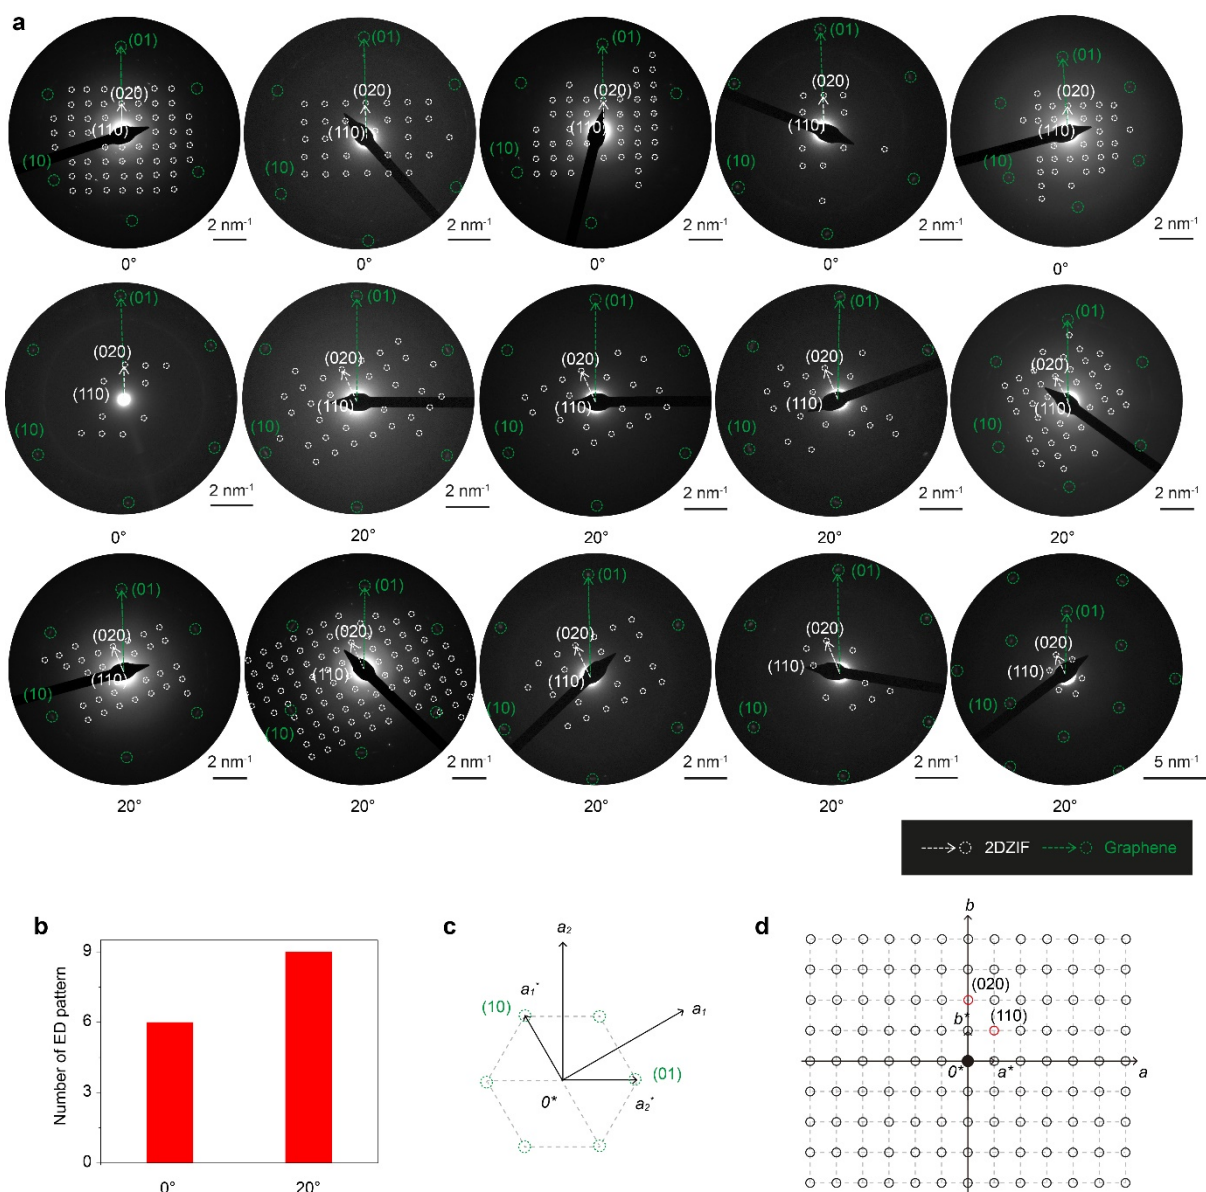 a
(01) (01) (01) (01) (01)
(020) (020) (020) (020) (020)
(110) (110) (110) (110) (110)
(10) (10) (10) (10) (10)
2 nm⁻¹ 2 nm⁻¹ 2 nm⁻¹ 2 nm⁻¹ 2 nm⁻¹
0° 0° 0° 0° 0°
(01) (01) (01) (01) (01)
(020) (020) (020) (020) (020)
(110) (110) (110) (110) (110)
(10) (10) (10) (10) (10)
2 nm⁻¹ 2 nm⁻¹ 2 nm⁻¹ 2 nm⁻¹ 2 nm⁻¹
0° 20° 20° 20° 20°
(01) (01) (01) (01) (01)
(020) (020) (020) (020) (020)
(110) (110) (110) (110) (110)
(10) (10) (10) (10) (10)
2 nm⁻¹ 2 nm⁻¹ 2 nm⁻¹ 2 nm⁻¹ 5 nm⁻¹
20° 20° 20° 20° 20°
2DZIF Graphene
b
Number of ED pattern
9
6
3
0
0° 20°
c
a₂
a₁*
(10)
a₁
(01)
0*
a₂*
d
b
(020)
(110)
b*
0*
a*
a